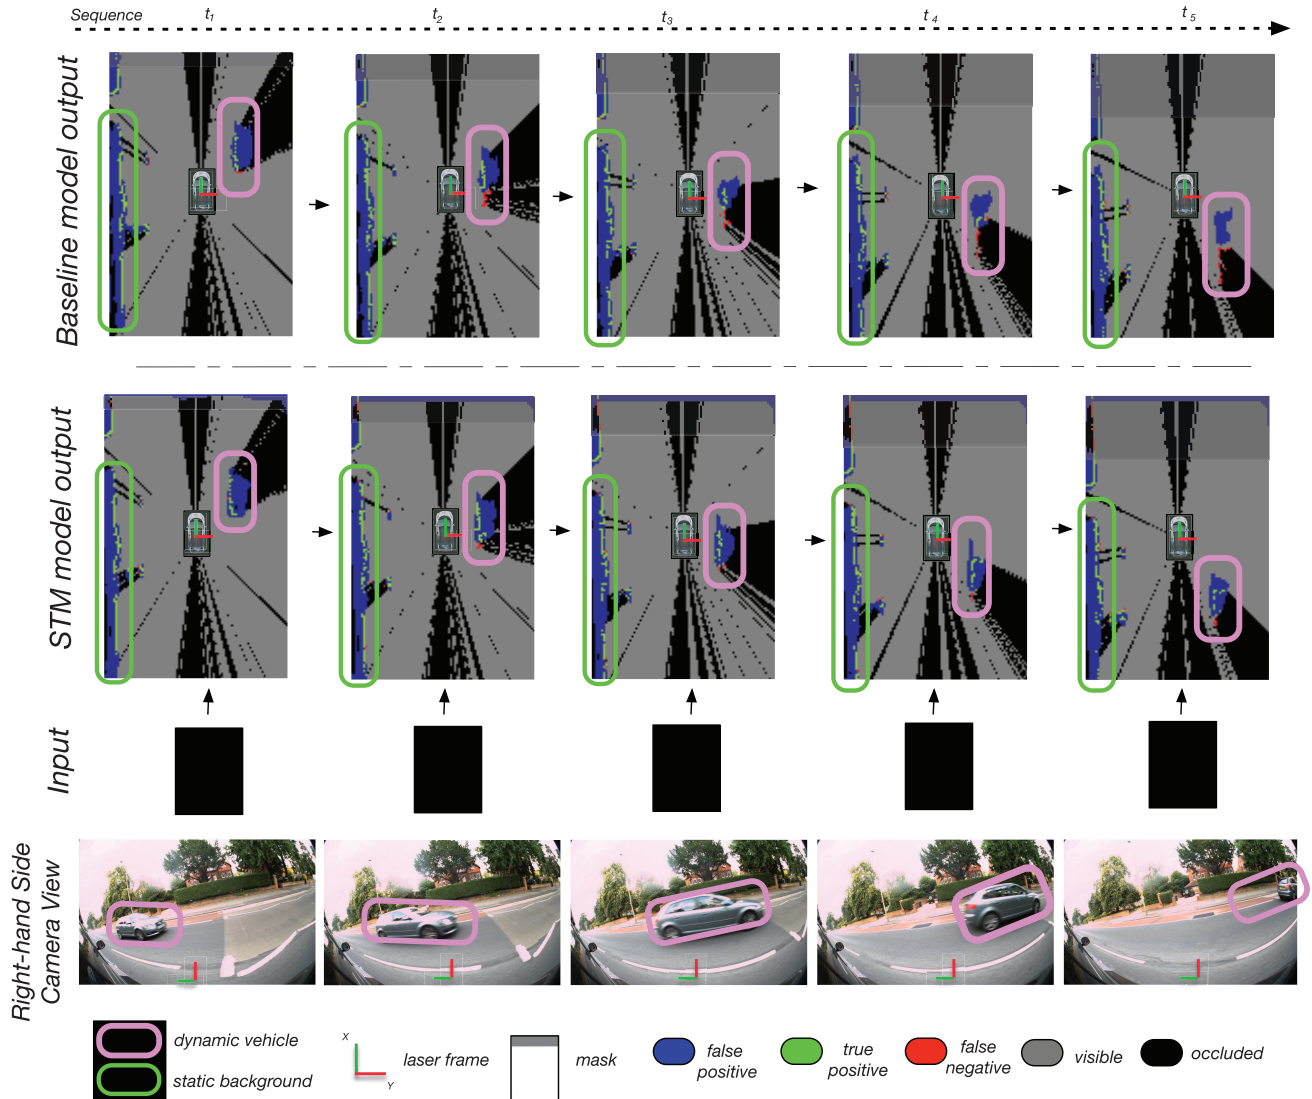 Sequence t1 t2 t3 t4 t5
Baseline model output
STM model output
Input
Right-hand Side
Camera View
dynamic vehicle
static background
X
Y
laser frame
mask
false
positive
true
positive
false
negative
visible
occluded